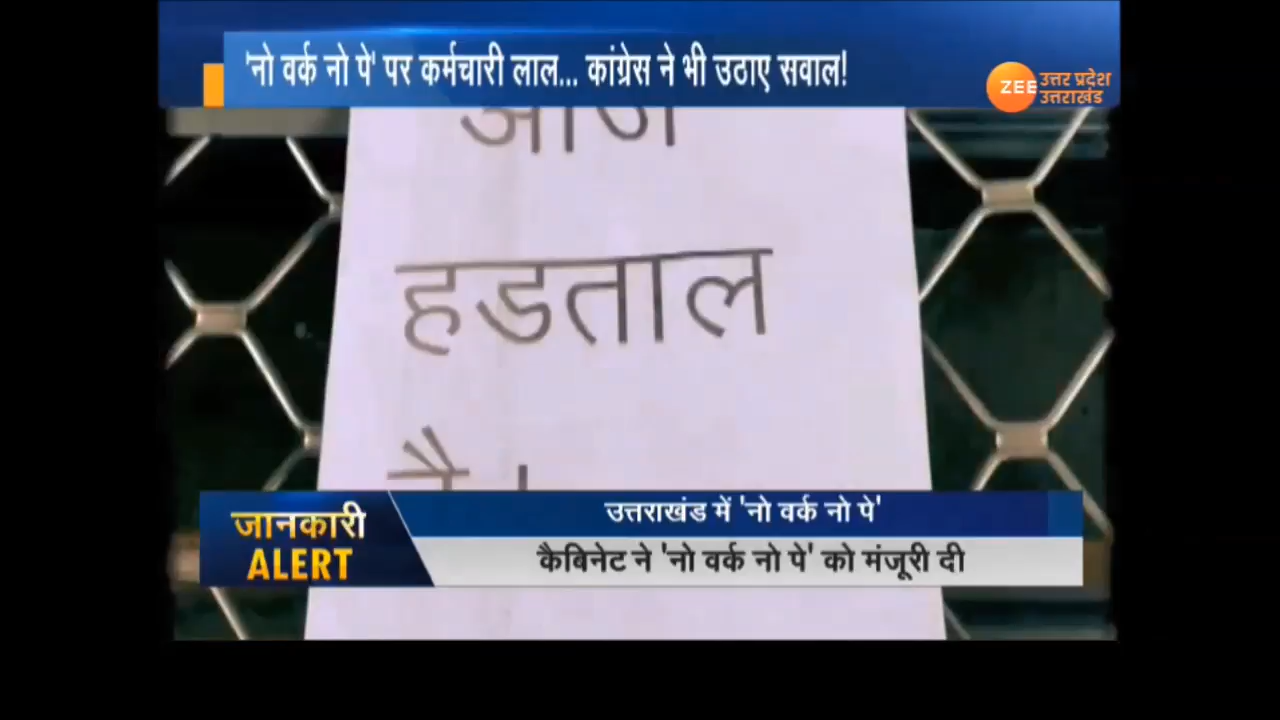 'नो वर्क नो पे' पर कर्मचारी लाल... कांग्रेस ने भी उठाए सवाल!
ZEE उत्तर प्रदेश
उत्तराखंड
आज
हडताल
है।
जानकारी
ALERT
उत्तराखंड में 'नो वर्क नो पे'
कैबिनेट ने 'नो वर्क नो पे' को मंजूरी दी